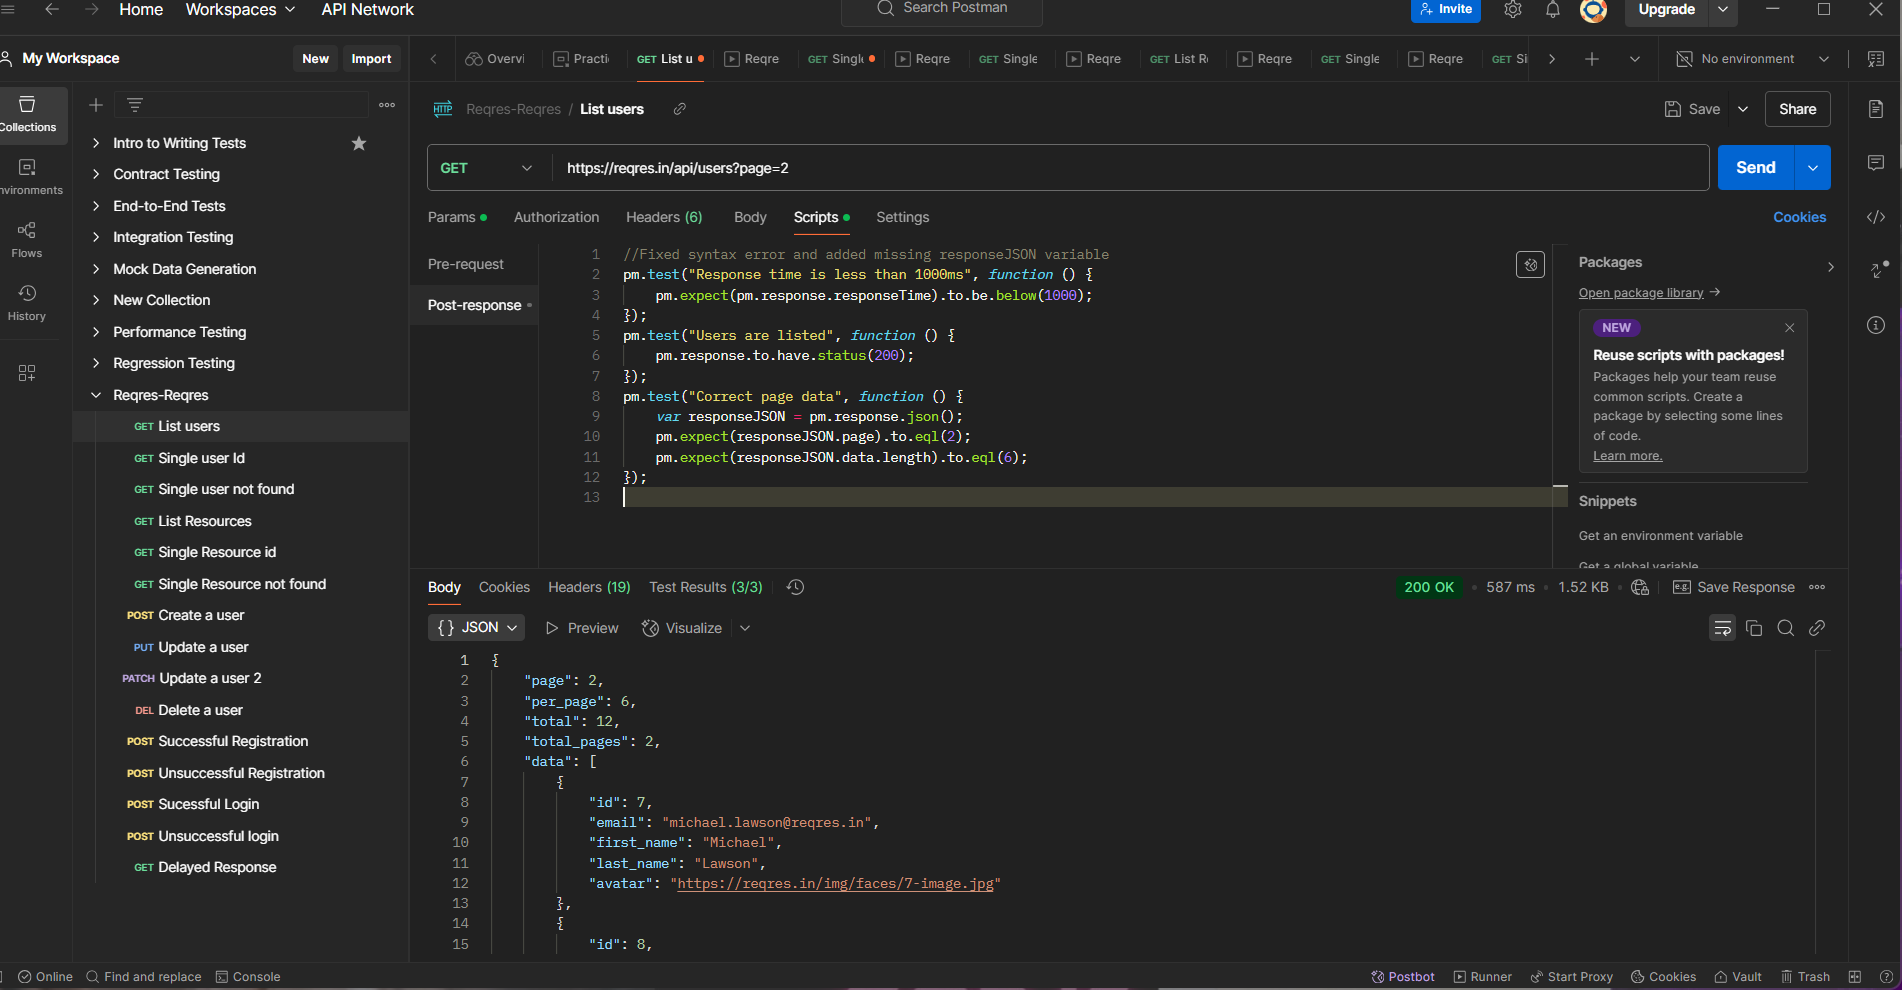 Home Workspaces API Network Search Postman Invite Upgrade
My Workspace New Import Overvi Practi GET List u Reqre GET Single Reqre GET Single Reqre GET List R Reqre GET Single Reqre GET Si No environment
Collections
nvironments
Flows
History
Intro to Writing Tests
Contract Testing
End-to-End Tests
Integration Testing
Mock Data Generation
New Collection
Performance Testing
Regression Testing
Reqres-Reqres
GET List users
GET Single user Id
GET Single user not found
GET List Resources
GET Single Resource id
GET Single Resource not found
POST Create a user
PUT Update a user
PATCH Update a user 2
DEL Delete a user
POST Successful Registration
POST Unsuccessful Registration
POST Sucessful Login
POST Unsuccessful login
GET Delayed Response
HTTP Reqres-Reqres / List users Save Share
GET https://reqres.in/api/users?page=2 Send
Params Authorization Headers (6) Body Scripts Settings Cookies
Pre-request
Post-response
1 //Fixed syntax error and added missing responseJSON variable
2 pm.test("Response time is less than 1000ms", function () {
3 pm.expect(pm.response.responseTime).to.be.below(1000);
4 });
5 pm.test("Users are listed", function () {
6 pm.response.to.have.status(200);
7 });
8 pm.test("Correct page data", function () {
9 var responseJSON = pm.response.json();
10 pm.expect(responseJSON.page).to.eql(2);
11 pm.expect(responseJSON.data.length).to.eql(6);
12 });
13
Packages
Open package library →
NEW
Reuse scripts with packages!
Packages help your team reuse
common scripts. Create a
package by selecting some lines
of code.
Learn more.
Snippets
Get an environment variable
Get a global variable
Body Cookies Headers (19) Test Results (3/3) 200 OK • 587 ms • 1.52 KB • e.g. Save Response
{ } JSON Preview Visualize
1 {
2 "page": 2,
3 "per_page": 6,
4 "total": 12,
5 "total_pages": 2,
6 "data": [
7 {
8 "id": 7,
9 "email": "michael.lawson@reqres.in",
10 "first_name": "Michael",
11 "last_name": "Lawson",
12 "avatar": "https://reqres.in/img/faces/7-image.jpg"
13 },
14 {
15 "id": 8,
Online Find and replace Console Postbot Runner Start Proxy Cookies Vault Trash